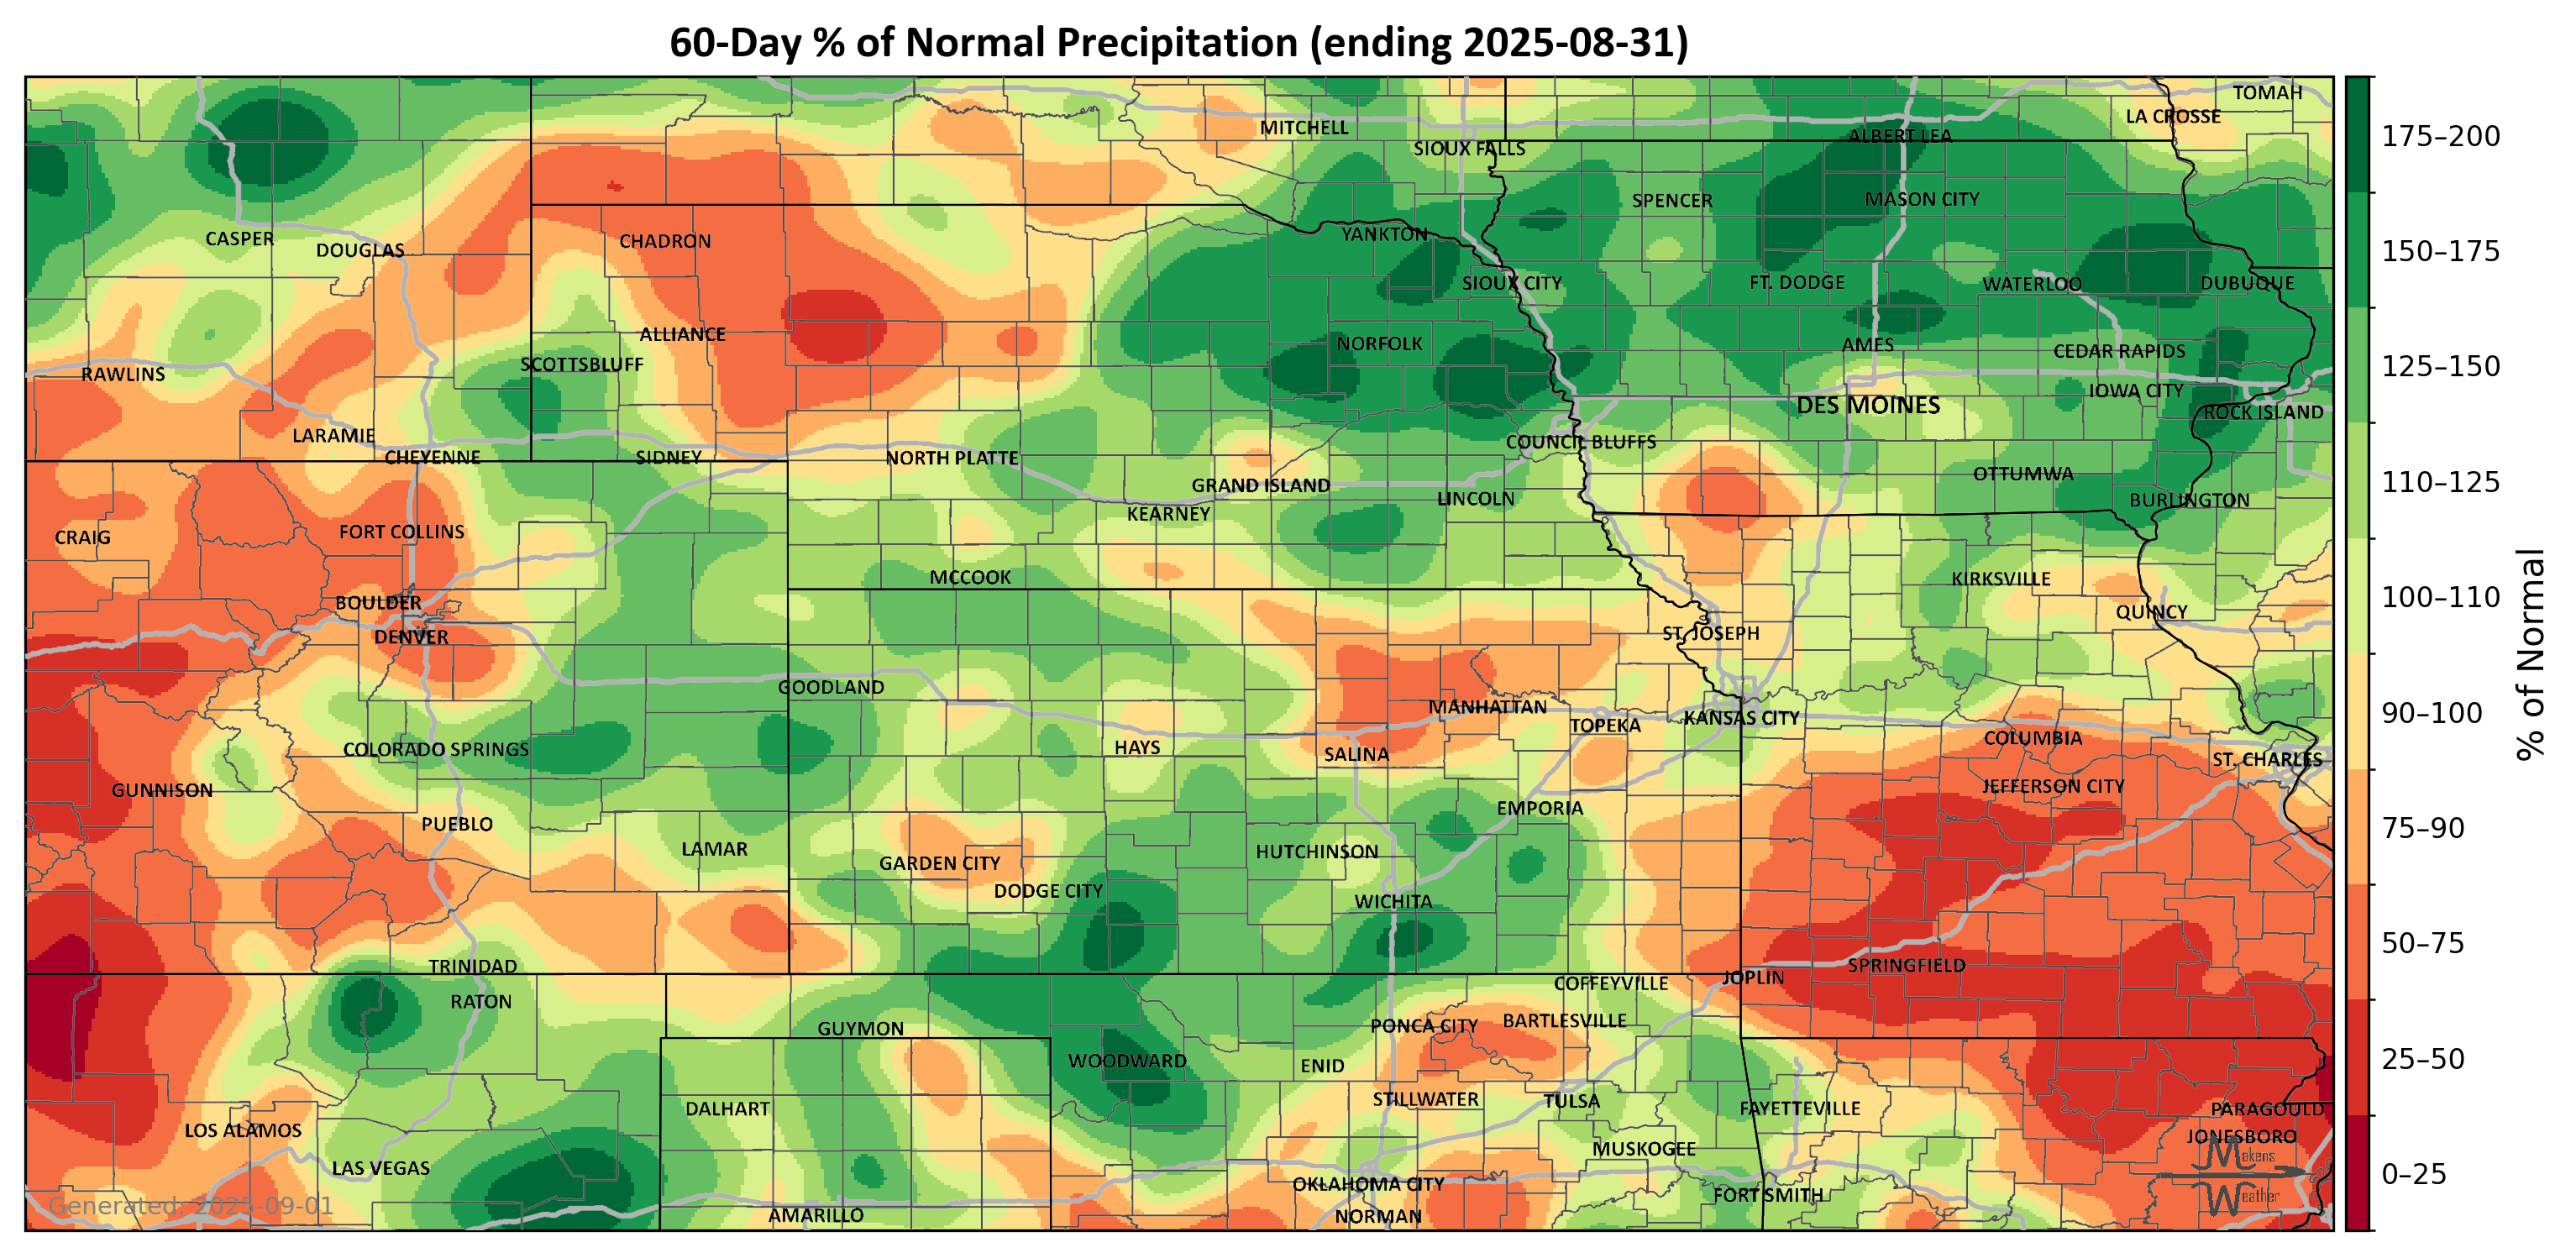 60-Day % of Normal Precipitation (ending 2025-08-31)
TOMAH
LA CROSSE
MITCHELL
ALBERT LEA
SIOUX FALLS
SPENCER
MASON CITY
YANKTON
CASPER
DOUGLAS
CHADRON
SIOUX CITY
FT. DODGE
WATERLOO
DUBUQUE
ALLIANCE
NORFOLK
AMES
CEDAR RAPIDS
SCOTTSBLUFF
RAWLINS
IOWA CITY
DES MOINES
ROCK ISLAND
LARAMIE
COUNCIL BLUFFS
CHEYENNE
SIDNEY
NORTH PLATTE
OTTUMWA
GRAND ISLAND
LINCOLN
BURLINGTON
KEARNEY
CRAIG
FORT COLLINS
MCCOOK
KIRKSVILLE
BOULDER
QUINCY
DENVER
ST. JOSEPH
GOODLAND
MANHATTAN
TOPEKA
KANSAS CITY
COLORADO SPRINGS
HAYS
SALINA
COLUMBIA
ST. CHARLES
GUNNISON
JEFFERSON CITY
EMPORIA
PUEBLO
LAMAR
HUTCHINSON
GARDEN CITY
DODGE CITY
WICHITA
TRINIDAD
SPRINGFIELD
JOPLIN
COFFEYVILLE
RATON
GUYMON
PONCA CITY
BARTLESVILLE
WOODWARD
ENID
STILLWATER
TULSA
DALHART
FAYETTEVILLE
PARAGOULD
LOS ALAMOS
JONESBORO
MUSKOGEE
LAS VEGAS
OKLAHOMA CITY
FORT SMITH
AMARILLO
NORMAN
Makens
Weather
Generated: 2025-09-01
175–200
150–175
125–150
110–125
100–110
90–100
75–90
50–75
25–50
0–25
% of Normal